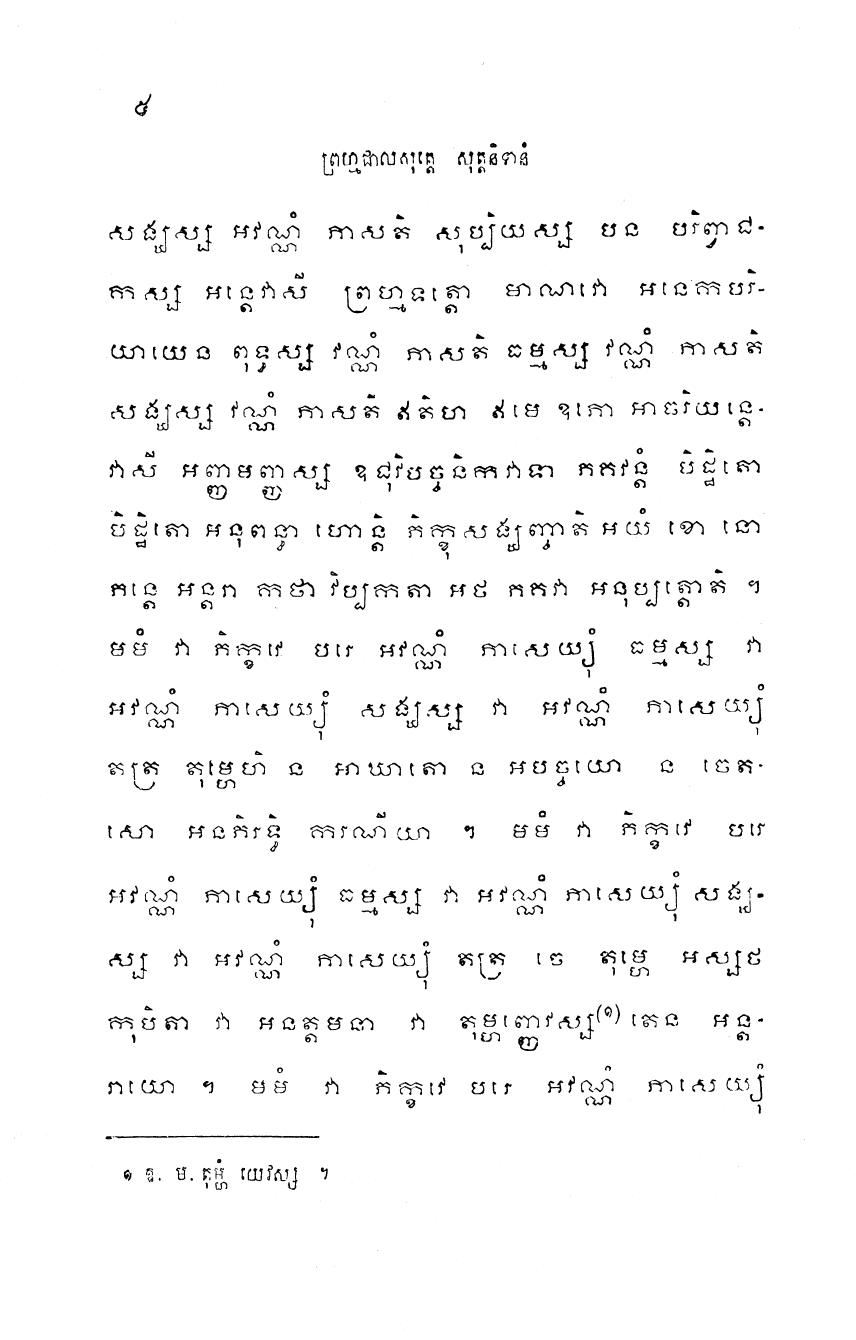 ៥
ព្រហ្មជាលសុត្តេ សុត្តនិទានំ
សង្ឃស្ស អវណ្ណំ ភាសតិ សុប្បិយស្ស បន បរិព្វាជ-
កស្ស អន្តេវាសី ព្រហ្មទត្តោ មាណវោ អនេកបរិ-
យាយេន ពុទ្ធស្ស វណ្ណំ ភាសតិ ធម្មស្ស វណ្ណំ ភាសតិ
សង្ឃស្ស វណ្ណំ ភាសតិ ឥតិហ ឥមេ ឧភោ អាចរិយន្តេ-
វាសី អញ្ញមញ្ញស្ស ឧជុវិបច្ចនិកវាទា ភគវន្តំ បិដ្ឋិតោ
បិដ្ឋិតោ អនុពន្ធា ហោន្តិ ភិក្ខុសង្ឃញ្ចាតិ អយំ ខោ នោ
ភន្តេ អន្តរា កថា វិប្បកតា អថ ភគវា អនុប្បត្តោតិ ។
មមំ វា ភិក្ខវេ បរេ អវណ្ណំ ភាសេយ្យុំ ធម្មស្ស វា
អវណ្ណំ ភាសេយ្យុំ សង្ឃស្ស វា អវណ្ណំ ភាសេយ្យុំ
តត្រ តុម្ហេហិ ន អាឃាតោ ន អបច្ចយោ ន ចេត-
សោ អនភិរទ្ធិ ករណីយា ។ មមំ វា ភិក្ខវេ បរេ
អវណ្ណំ ភាសេយ្យុំ ធម្មស្ស វា អវណ្ណំ ភាសេយ្យុំ សង្ឃ-
ស្ស វា អវណ្ណំ ភាសេយ្យុំ តត្រ ចេ តុម្ហេ អស្សថ
កុបិតា វា អនត្តមនា វា តុម្ហញ្ញេវស្ស(១) តេន អន្ត-
រាយោ ។ មមំ វា ភិក្ខវេ បរេ អវណ្ណំ ភាសេយ្យុំ
១ ឱ. ម. តុម្ហំ យេវស្ស ។